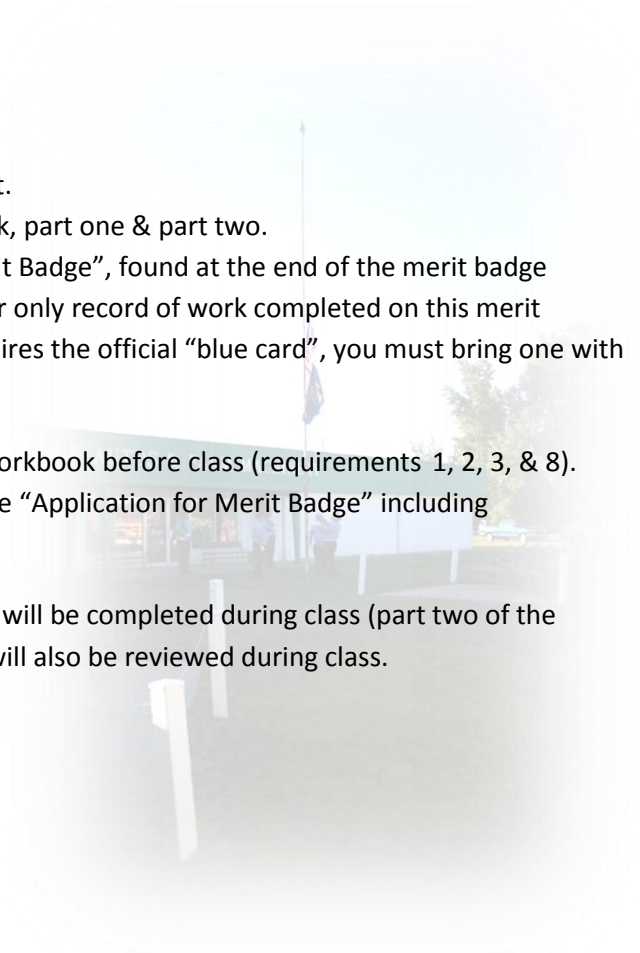 t.
k, part one & part two.
t Badge”, found at the end of the merit badge
r only record of work completed on this merit
ires the official “blue card”, you must bring one with
orkbook before class (requirements 1, 2, 3, & 8).
e “Application for Merit Badge” including
will be completed during class (part two of the
will also be reviewed during class.